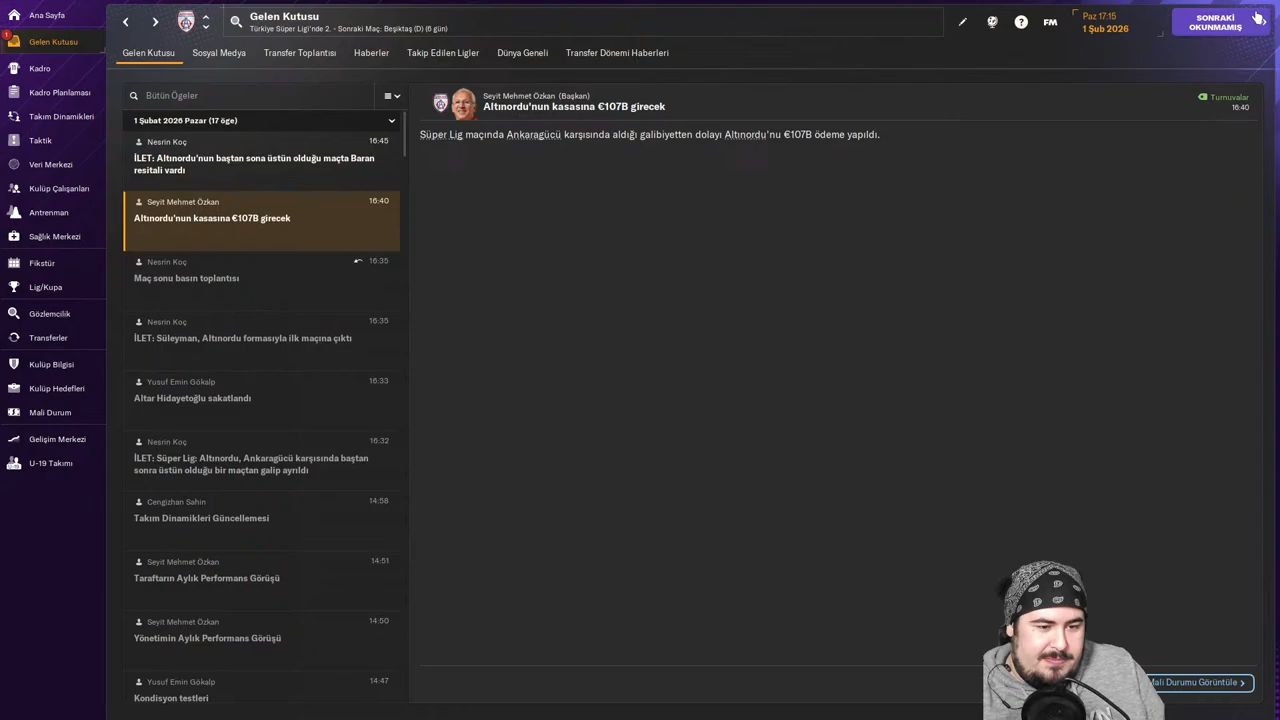 Ana Sayfa
1
Gelen Kutusu
Kadro
Kadro Planlaması
Takım Dinamikleri
Taktik
Veri Merkezi
Kulüp Çalışanları
Antrenman
Sağlık Merkezi
Fikstür
Lig/Kupa
Gözlemcilik
Transferler
Kulüp Bilgisi
Kulüp Hedefleri
Mali Durum
Gelişim Merkezi
U-19 Takımı
Gelen Kutusu
Türkiye Süper Ligi'nde 2. - Sonraki Maç: Beşiktaş (D) (6 gün)
FM
Paz 17:15
1 Şub 2026
SONRAKİ
OKUNMAMIŞ
Gelen Kutusu Sosyal Medya Transfer Toplantısı Haberler Takip Edilen Ligler Dünya Geneli Transfer Dönemi Haberleri
Bütün Ögeler
1 Şubat 2026 Pazar (17 öge)
Nesrin Koç 16:45
İLET: Altınordu'nun baştan sona üstün olduğu maçta Baran
resitali vardı
Seyit Mehmet Özkan 16:40
Altınordu'nun kasasına €107B girecek
Nesrin Koç 16:35
Maç sonu basın toplantısı
Nesrin Koç 16:35
İLET: Süleyman, Altınordu formasıyla ilk maçına çıktı
Yusuf Emin Gökalp 16:33
Altar Hidayetoğlu sakatlandı
Nesrin Koç 16:32
İLET: Süper Lig: Altınordu, Ankaragücü karşısında baştan
sonra üstün olduğu bir maçtan galip ayrıldı
Cengizhan Sahin 14:58
Takım Dinamikleri Güncellemesi
Seyit Mehmet Özkan 14:51
Taraftarın Aylık Performans Görüşü
Seyit Mehmet Özkan 14:50
Yönetimin Aylık Performans Görüşü
Yusuf Emin Gökalp 14:47
Kondisyon testleri
Seyit Mehmet Özkan (Başkan)
Altınordu'nun kasasına €107B girecek
Turnuvalar
16:40
Süper Lig maçında Ankaragücü karşısında aldığı galibiyetten dolayı Altınordu'nu €107B ödeme yapıldı.
Mali Durumu Görüntüle